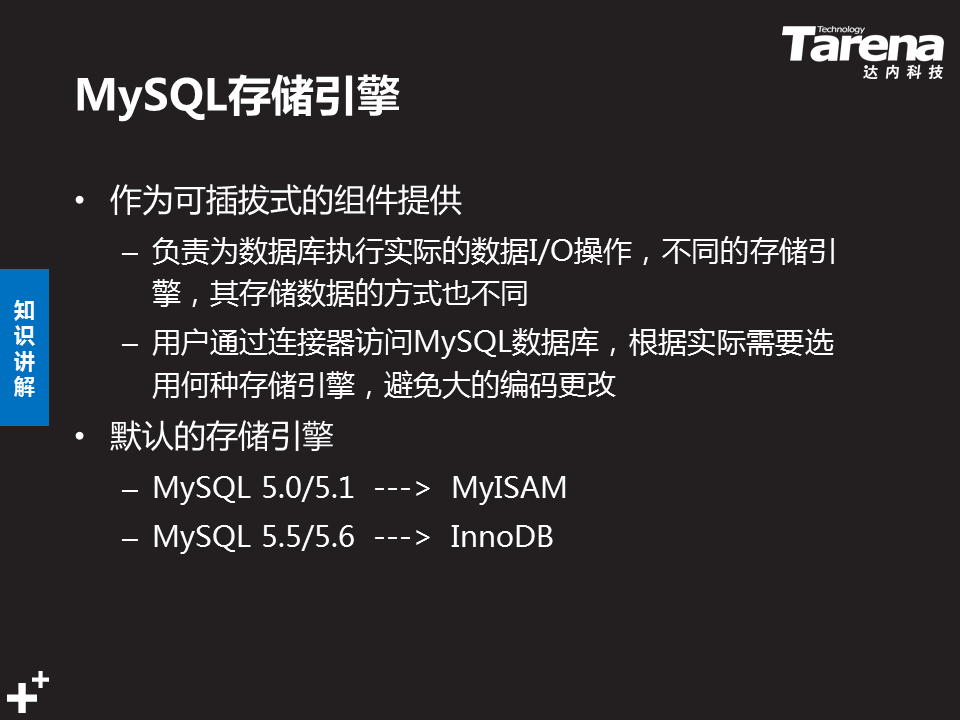 Technology
Tarena
达内科技
MySQL存储引擎
• 作为可插拔式的组件提供
– 负责为数据库执行实际的数据I/O操作，不同的存储引
擎，其存储数据的方式也不同
– 用户通过连接器访问MySQL数据库，根据实际需要选
用何种存储引擎，避免大的编码更改
• 默认的存储引擎
– MySQL 5.0/5.1 ---> MyISAM
– MySQL 5.5/5.6 ---> InnoDB
知
识
讲
解